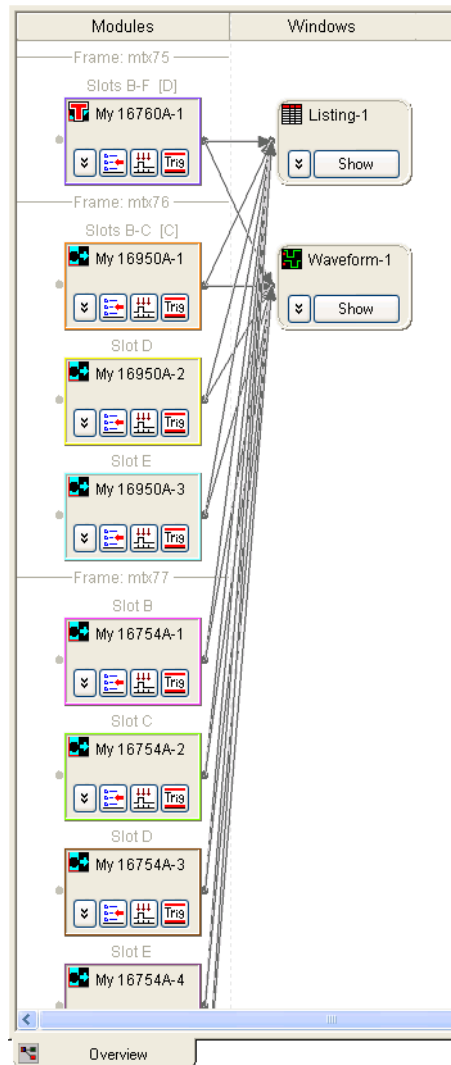 Modules
Windows
Frame: mtx75
Slots B-F [D]
My 16760A-1
Trig
Listing-1
Show
Frame: mtx76
Slots B-C [C]
My 16950A-1
Trig
Waveform-1
Show
Slot D
My 16950A-2
Trig
Slot E
My 16950A-3
Trig
Frame: mtx77
Slot B
My 16754A-1
Trig
Slot C
My 16754A-2
Trig
Slot D
My 16754A-3
Trig
Slot E
My 16754A-4
Overview